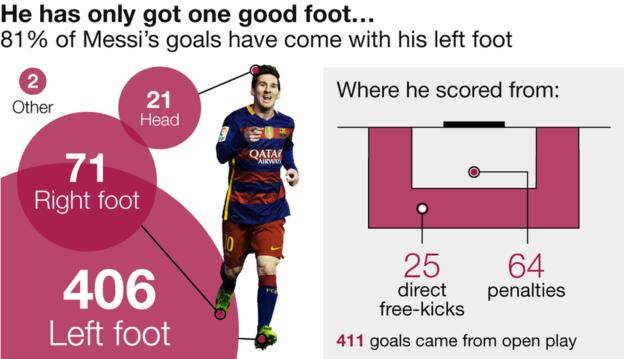 He has only got one good foot...
81% of Messi's goals have come with his left foot
2
Other
21
Head
71
Right foot
406
Left foot
QATAR
AIRWAYS
10
FCB
Where he scored from:
25
direct
free-kicks
64
penalties
411 goals came from open play